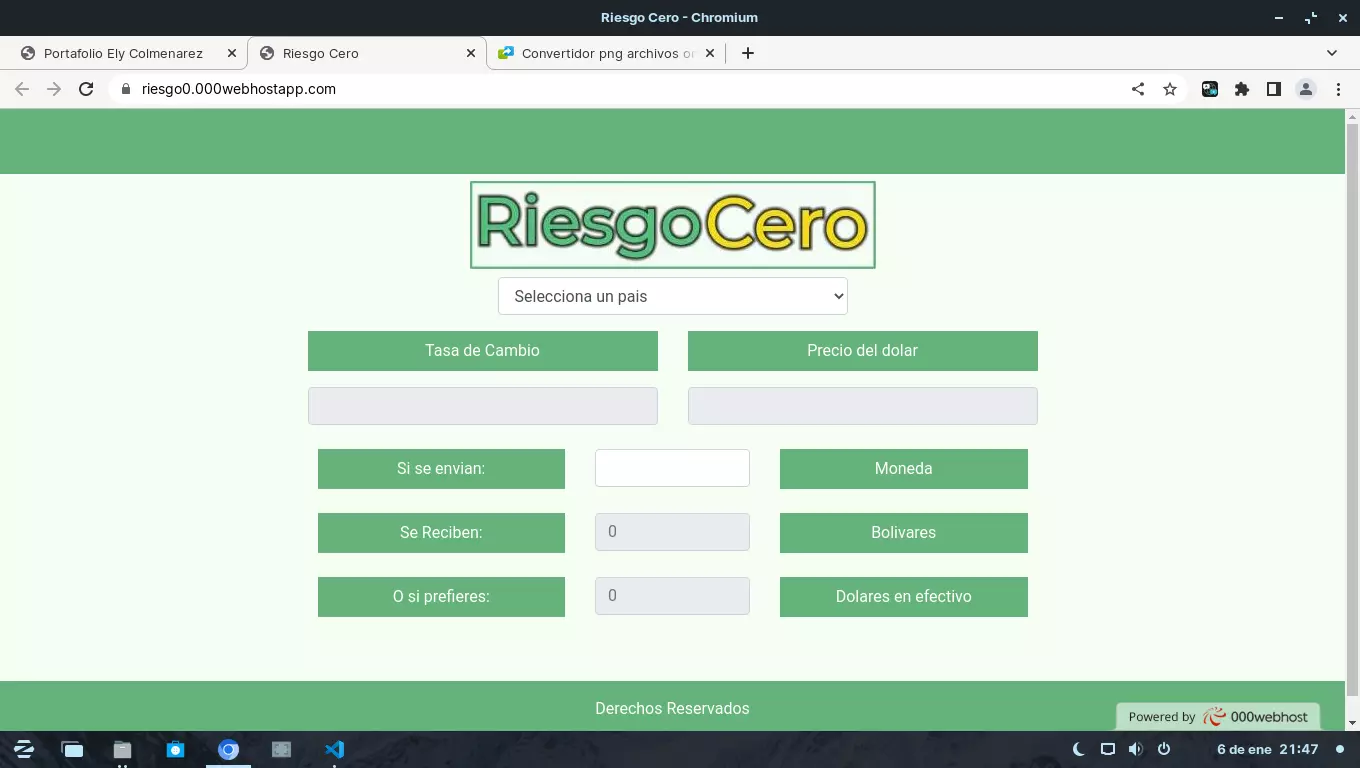 Riesgo Cero - Chromium
Portafolio Ely Colmenarez
Riesgo Cero
Convertidor png archivos
riesgo0.000webhostapp.com
RiesgoCero
Selecciona un pais
Tasa de Cambio
Precio del dolar
Si se envian:
Moneda
Se Reciben:
0
Bolivares
O si prefieres:
0
Dolares en efectivo
Derechos Reservados
Powered by 000webhost
6 de ene 21:47